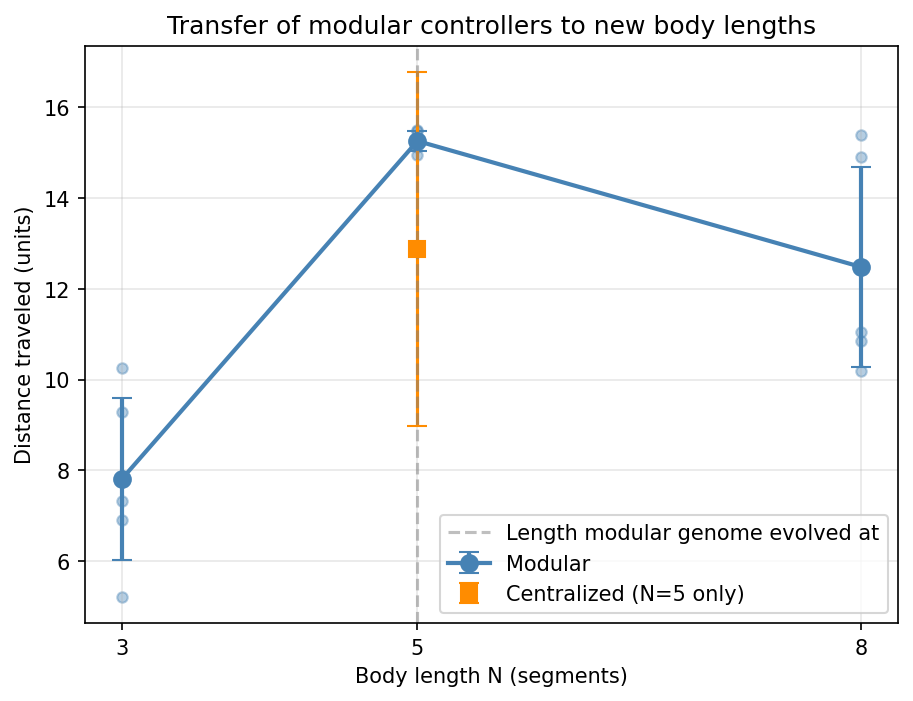 Transfer of modular controllers to new body lengths
Distance traveled (units)
16
14
12
10
8
6
Length modular genome evolved at
Modular
Centralized (N=5 only)
3 5 8
Body length N (segments)